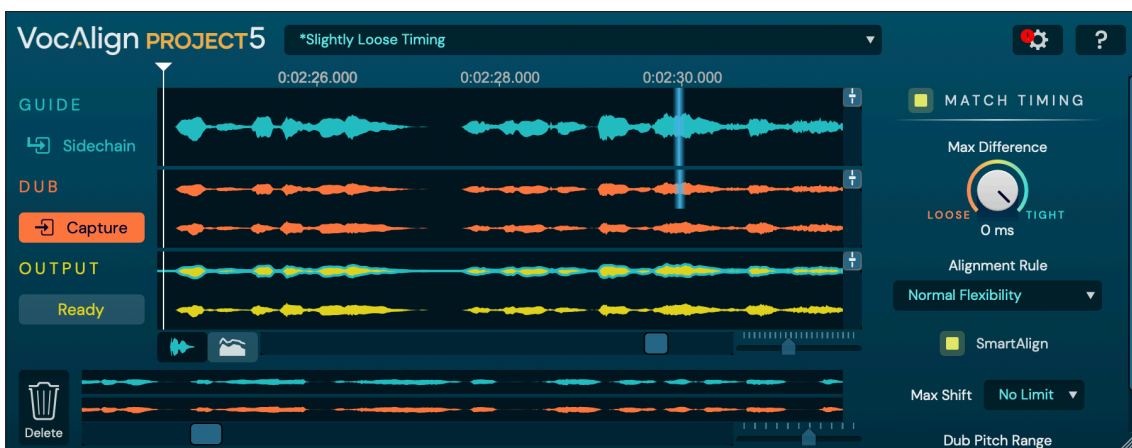 VocAlign PROJECT5
*Slightly Loose Timing
?
0:02:26.000
0:02:28.000
0:02:30.000
GUIDE
Sidechain
DUB
Capture
OUTPUT
Ready
MATCH TIMING
Max Difference
LOOSE
TIGHT
0 ms
Alignment Rule
Normal Flexibility
SmartAlign
Max Shift
No Limit
Dub Pitch Range
Delete